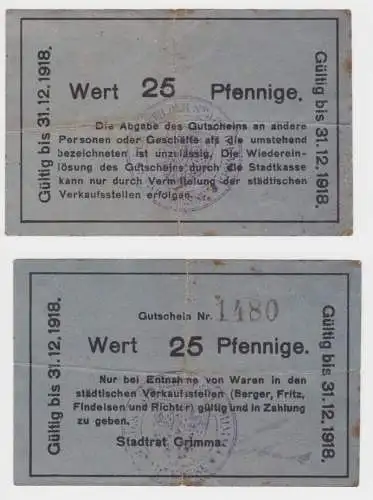 Gültig bis 31.12.1918.
Wert 25 Pfennige.
Die Abgabe des Gutscheins an andere
Personen oder Geschäfte als die umstehend
bezeichneten ist unzulässig. Die Wiederein-
lösung des Gutscheins durch die Stadtkasse
kann nur durch Vermittelung der städtischen
Verkaufsstellen erfolgen.
Gültig bis 31.12.1918.
Gültig bis 31.12.1918.
Gutschein Nr. 1480
Wert 25 Pfennige.
Nur bei Entnahme von Waren in den
städtischen Verkaufsstellen (Berger, Fritz,
Findeisen und Richter) gültig und in Zahlung
zu geben.
Stadtrat Grimma.
Gültig bis 31.12.1918.